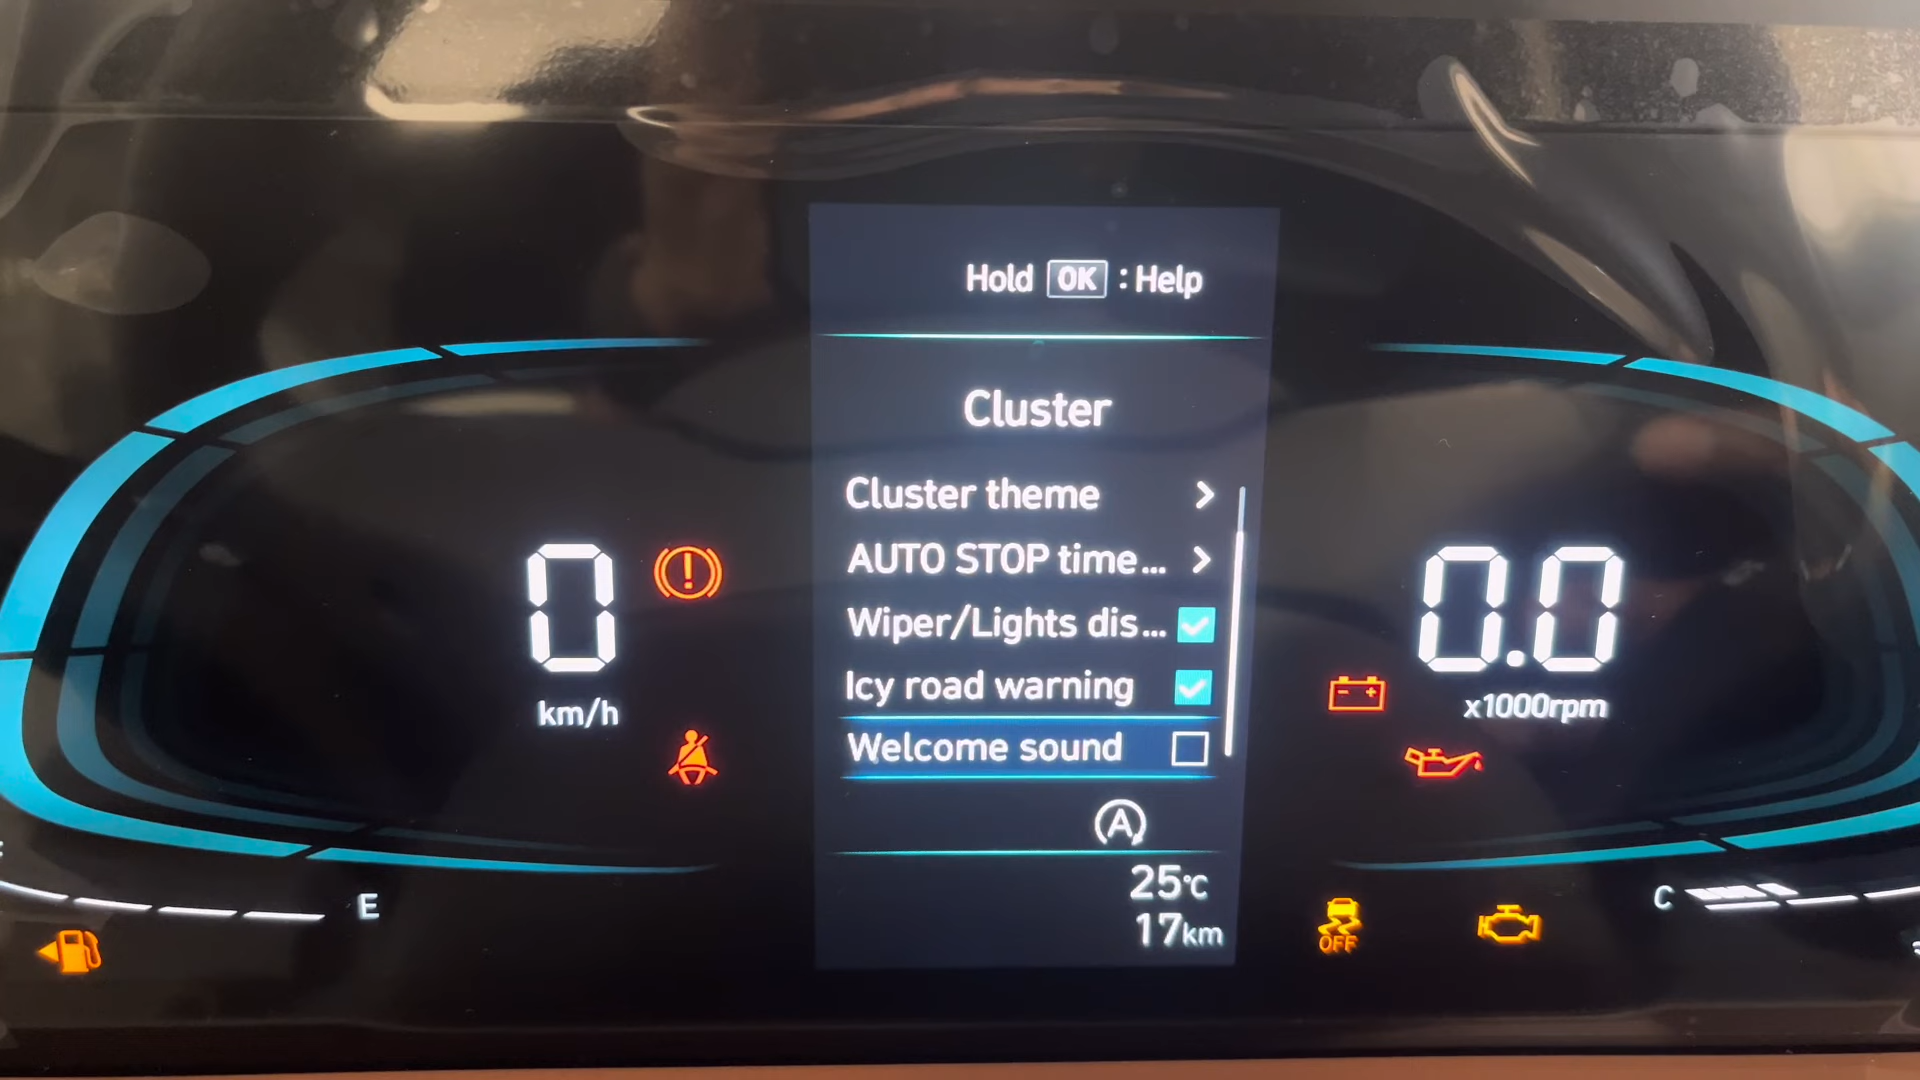 Hold OK : Help
Cluster
Cluster theme
AUTO STOP time...
Wiper/Lights dis...
Icy road warning
Welcome sound
A
25°C
17km
0
km/h
0.0
x1000rpm
E
OFF
C